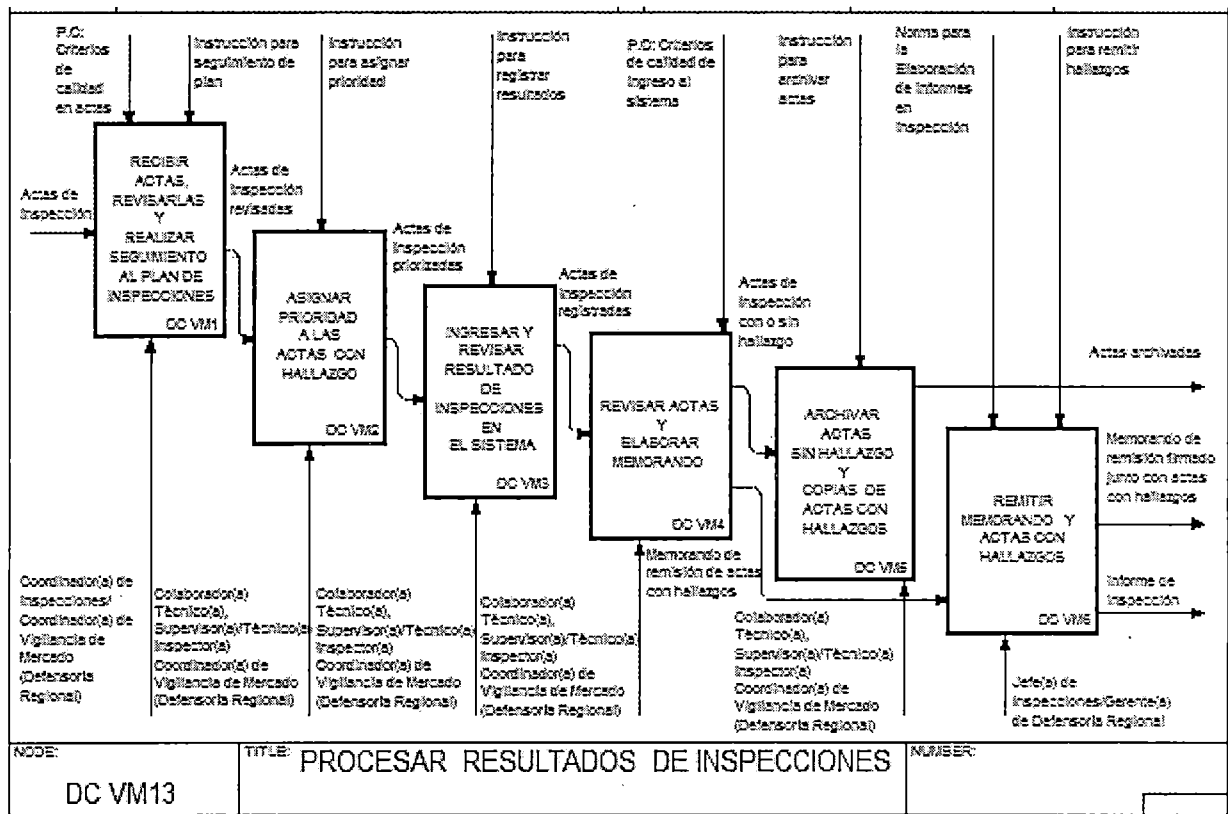 P.C:
Criterios
de
calidad
en actas
Instrucción para
seguimiento de
plan
Instrucción
para asignar
prioridad
Instrucción
para
registrar
resultados
P.C: Criterios
de calidad de
ingreso al
sistema
Instrucción
para
archivar
actas
Norma para
la
Elaboración
de Informes
en
Inspección
Instrucción
para remitir
hallazgos
Actas de
Inspección
RECIBIR
ACTAS,
REVISARLAS
Y
REALIZAR
SEGUIMIENTO
AL PLAN DE
INSPECCIONES
DC VM1
Actas de
Inspección
revisadas
ASIGNAR
PRIORIDAD
A LAS
ACTAS CON
HALLAZGO
DC VM2
Actas de
Inspección
priorizadas
INGRESAR Y
REVISAR
RESULTADO
DE
INSPECCIONES
EN
EL SISTEMA
DC VM3
Actas de
Inspección
registradas
REVISAR ACTAS
Y
ELABORAR
MEMORANDO
DC VM4
Actas de
Inspección
con o sin
hallazgo
ARCHIVAR
ACTAS
SIN HALLAZGO
Y
COPIAS DE
ACTAS CON
HALLAZGOS
DC VM5
Actas archivadas
REMITIR
MEMORANDO Y
ACTAS CON
HALLAZGOS
DC VM6
Memorando de
remisión firmado
junto con actas
con hallazgos
Informe de
Inspección
Memorando de
remisión de actas
con hallazgos
Coordinador(a) de
Inspecciones/
Coordinador(a) de
Vigilancia de
Mercado
(Defensoría
Regional)
Colaborador(a)
Técnico(a),
Supervisor(a)/Técnico(a)
Inspector(a)
Coordinador(a) de
Vigilancia de Mercado
(Defensoría Regional)
Colaborador(a)
Técnico(a),
Supervisor(a)/Técnico(a)
Inspector(a)
Coordinador(a) de
Vigilancia de Mercado
(Defensoría Regional)
Colaborador(a)
Técnico(a),
Supervisor(a)/Técnico(a)
Inspector(a)
Coordinador(a) de
Vigilancia de Mercado
(Defensoría Regional)
Colaborador(a)
Técnico(a),
Supervisor(a)/Técnico(a)
Inspector(a)
Coordinador(a) de
Vigilancia de Mercado
(Defensoría Regional)
Jefe(a) de
Inspecciones/Gerente(a)
de Defensoría Regional
NODE:
DC VM13
TITLE:
PROCESAR RESULTADOS DE INSPECCIONES
NUMBER: